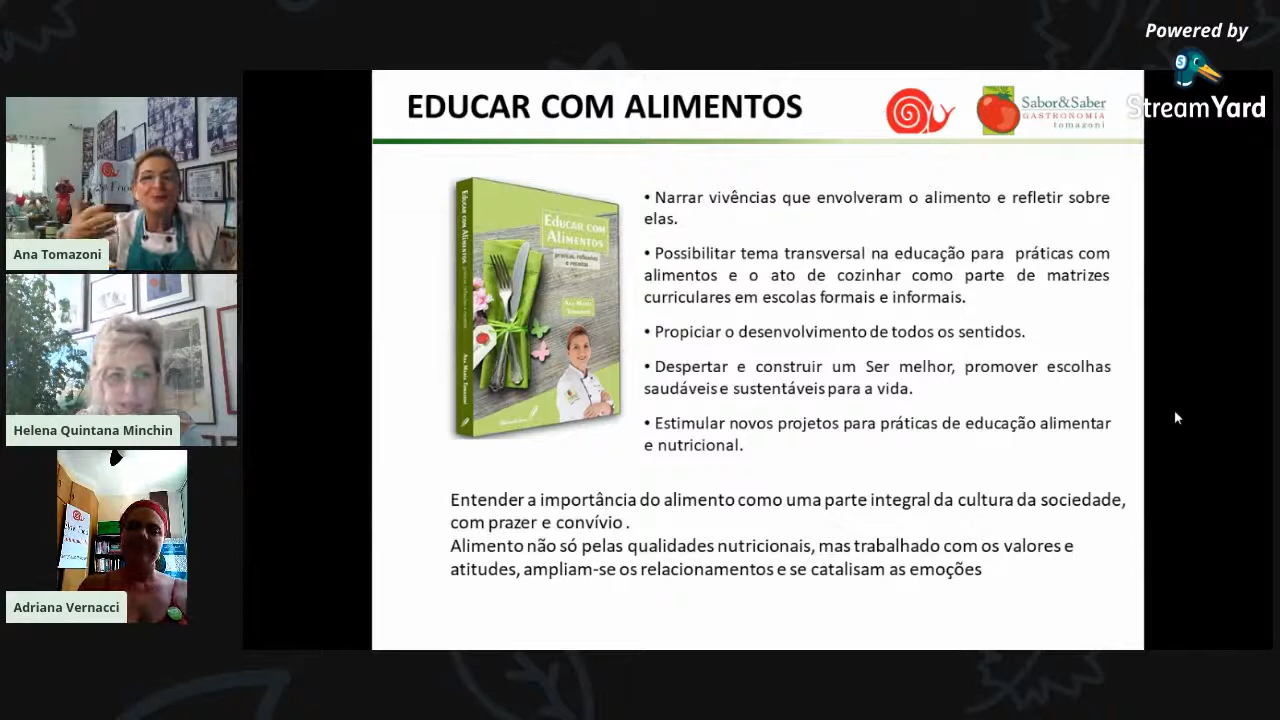 Powered by
StreamYard
EDUCAR COM ALIMENTOS
Sabor&Saber
GASTRONOMIA
tomazoni
Ana Tomazoni
Helena Quintana Minchin
Adriana Vernacci
Educar com Alimentos
Ana Maria Tomazoni
Educar com
Alimentos
práticas, reflexões
e receitas
Ana Maria
Tomazoni
• Narrar vivências que envolveram o alimento e refletir sobre
elas.
• Possibilitar tema transversal na educação para práticas com
alimentos e o ato de cozinhar como parte de matrizes
curriculares em escolas formais e informais.
• Propiciar o desenvolvimento de todos os sentidos.
• Despertar e construir um Ser melhor, promover escolhas
saudáveis e sustentáveis para a vida.
• Estimular novos projetos para práticas de educação alimentar
e nutricional.
Entender a importância do alimento como uma parte integral da cultura da sociedade,
com prazer e convívio .
Alimento não só pelas qualidades nutricionais, mas trabalhado com os valores e
atitudes, ampliam-se os relacionamentos e se catalisam as emoções